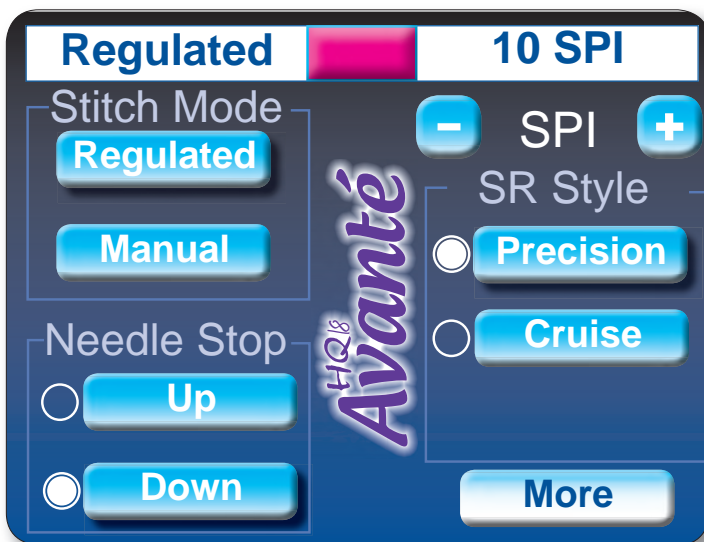 Regulated
10 SPI
Stitch Mode
Regulated
Manual
- SPI +
SR Style
Precision
Cruise
Needle Stop
Up
Down
HQ18
Avanté
More